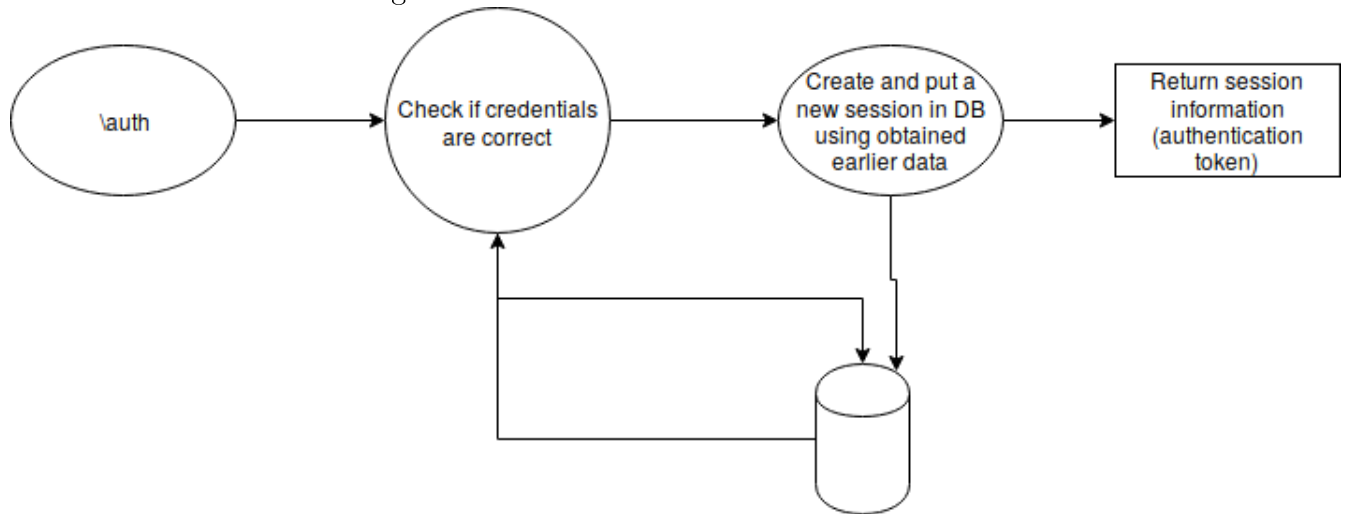 \auth
Check if credentials
are correct
Create and put a
new session in DB
using obtained
earlier data
Return session
information
(authentication
token)